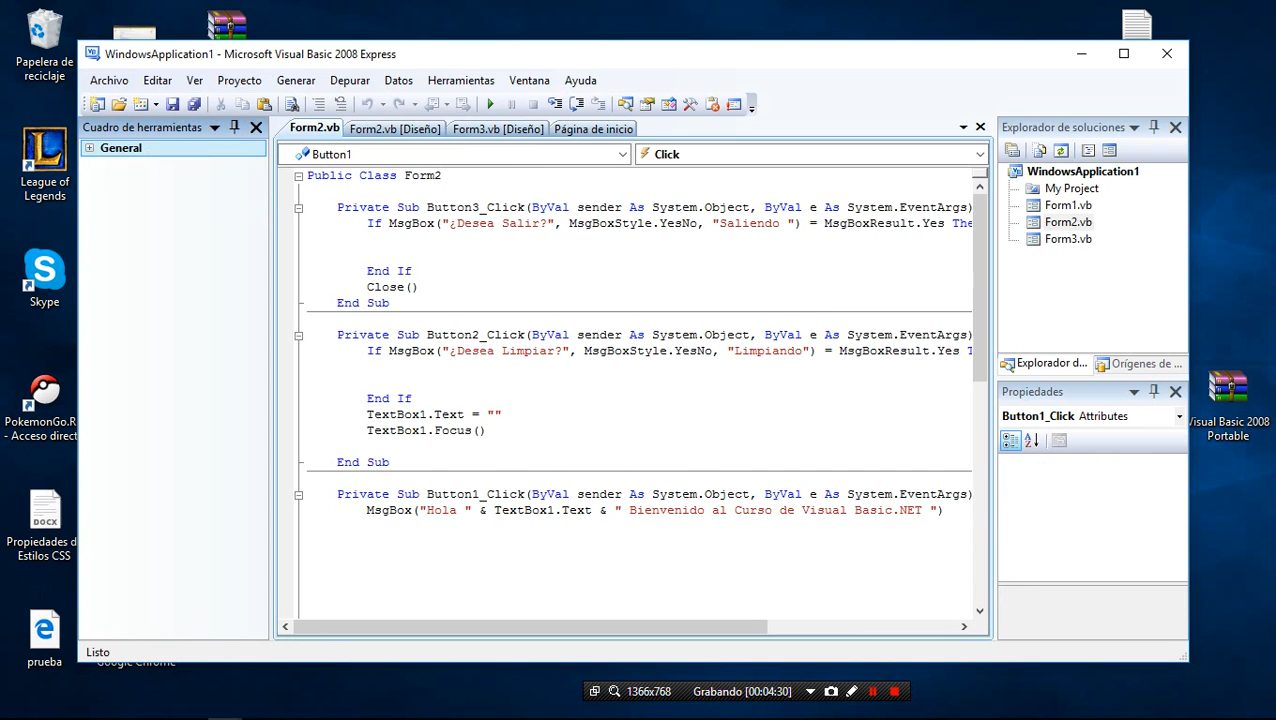 Papelera de
reciclaje
League of
Legends
Skype
PokemonGo.R
- Acceso direct
DOCX
Propiedades de
Estilos CSS
prueba
Google Chrome
WindowsApplication1 - Microsoft Visual Basic 2008 Express
Archivo Editar Ver Proyecto Generar Depurar Datos Herramientas Ventana Ayuda
Cuadro de herramientas
General
Form2.vb Form2.vb [Diseño] Form3.vb [Diseño] Página de inicio
Button1 Click
Public Class Form2
Private Sub Button3_Click(ByVal sender As System.Object, ByVal e As System.EventArgs)
If MsgBox("¿Desea Salir?", MsgBoxStyle.YesNo, "Saliendo ") = MsgBoxResult.Yes The
End If
Close()
End Sub
Private Sub Button2_Click(ByVal sender As System.Object, ByVal e As System.EventArgs)
If MsgBox("¿Desea Limpiar?", MsgBoxStyle.YesNo, "Limpiando") = MsgBoxResult.Yes T
End If
TextBox1.Text = ""
TextBox1.Focus()
End Sub
Private Sub Button1_Click(ByVal sender As System.Object, ByVal e As System.EventArgs)
MsgBox("Hola " & TextBox1.Text & " Bienvenido al Curso de Visual Basic.NET ")
Explorador de soluciones
WindowsApplication1
My Project
Form1.vb
Form2.vb
Form3.vb
Explorador d... Orígenes de ...
Propiedades
Button1_Click Attributes
Listo
Visual Basic 2008
Portable
1366x768 Grabando [00:04:30]